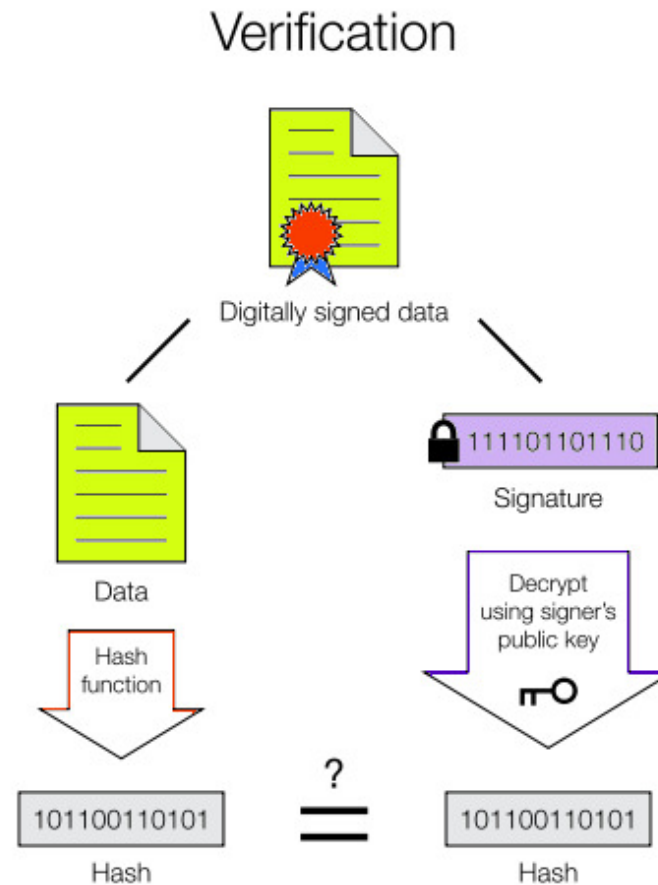 Verification
Digitally signed data
Data
Hash
function
101100110101
Hash
111101101110
Signature
Decrypt
using signer's
public key
101100110101
Hash
?
=